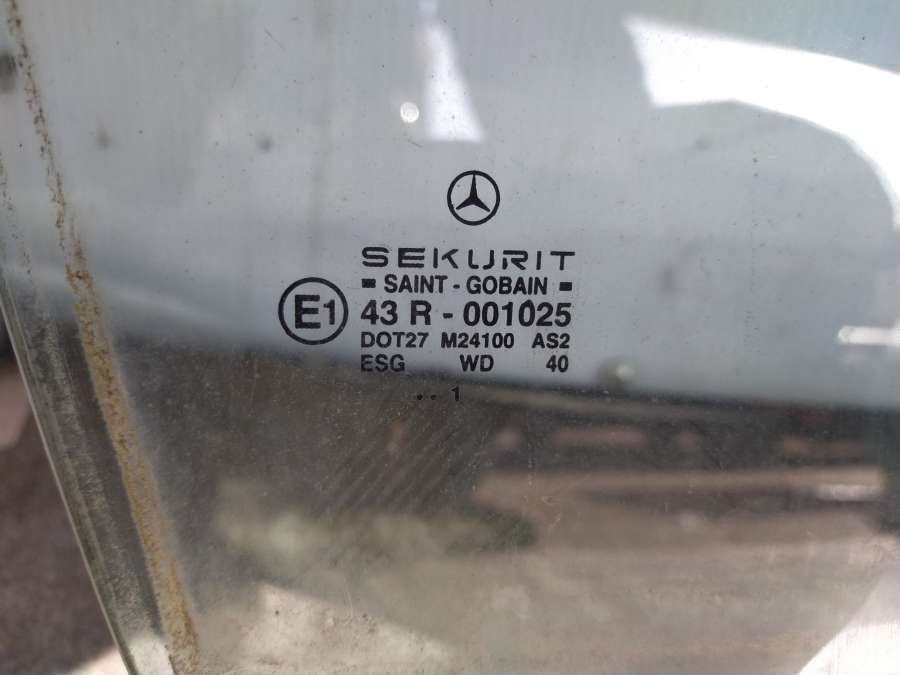 SEKURIT
SAINT - GOBAIN
E1 43 R - 001025
DOT27 M24100 AS2
ESG WD 40
.. 1